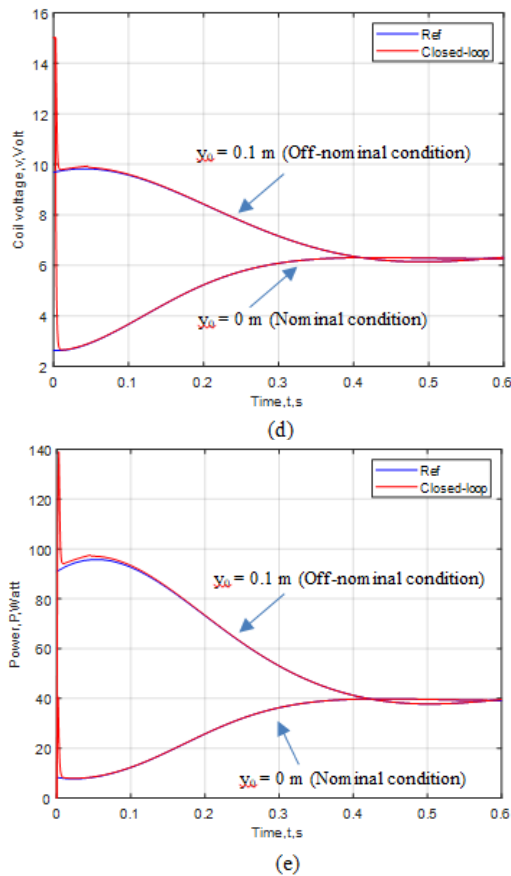 16
14
12
10
8
6
4
2
Coil voltage,v,Volt
Ref
Closed-loop
y₀ = 0.1 m (Off-nominal condition)
y₀ = 0 m (Nominal condition)
0 0.1 0.2 0.3 0.4 0.5 0.6
Time,t,s
(d)
140
120
100
80
60
40
20
0
Power,P,Watt
Ref
Closed-loop
y₀ = 0.1 m (Off-nominal condition)
y₀ = 0 m (Nominal condition)
0 0.1 0.2 0.3 0.4 0.5 0.6
Time,t,s
(e)